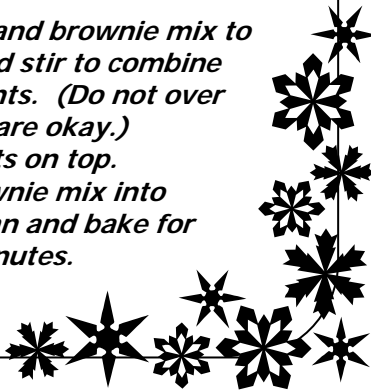 and brownie mix to
d stir to combine
nts. (Do not over
are okay.)
ts on top.
wnie mix into
an and bake for
nutes.